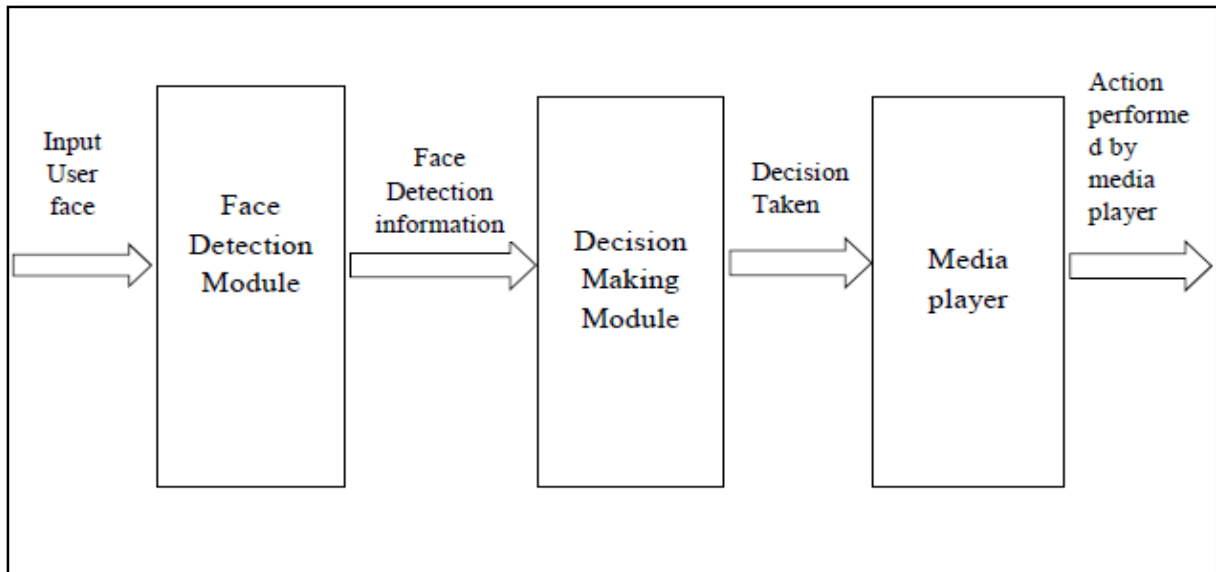 Input
User
face
Face
Detection
Module
Face
Detection
information
Decision
Making
Module
Decision
Taken
Media
player
Action
performe
d by
media
player